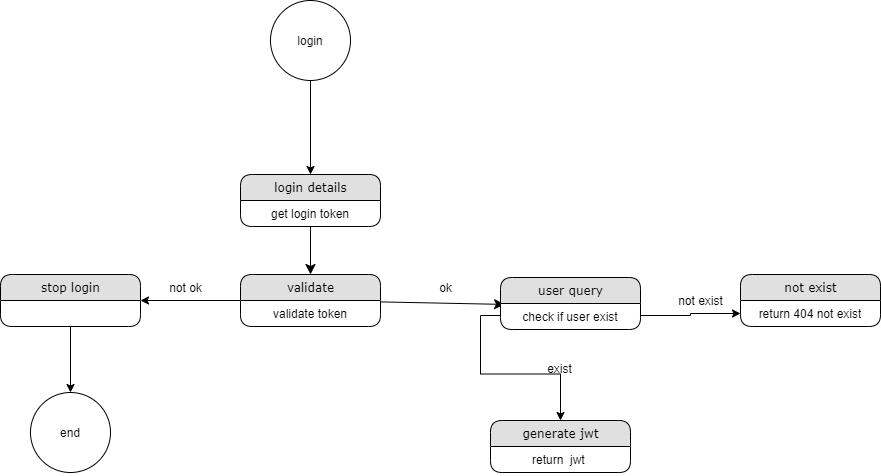 login
login details
get login token
stop login
not ok
validate
validate token
ok
user query
check if user exist
not exist
not exist
return 404 not exist
exist
end
generate jwt
return jwt